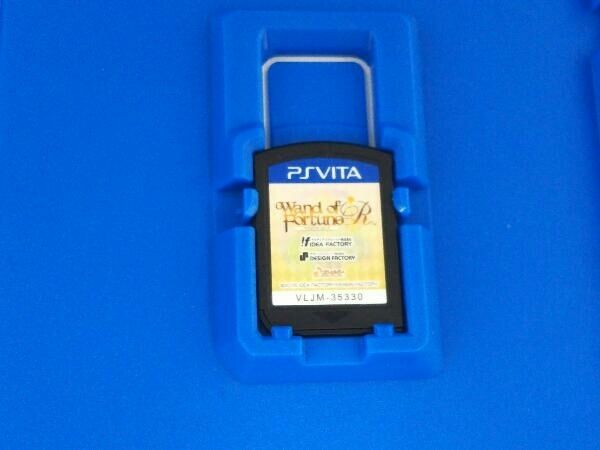 PSVITA
Wand of
Fortune R
IDEA FACTORY
DESIGN FACTORY
VLJM-35330